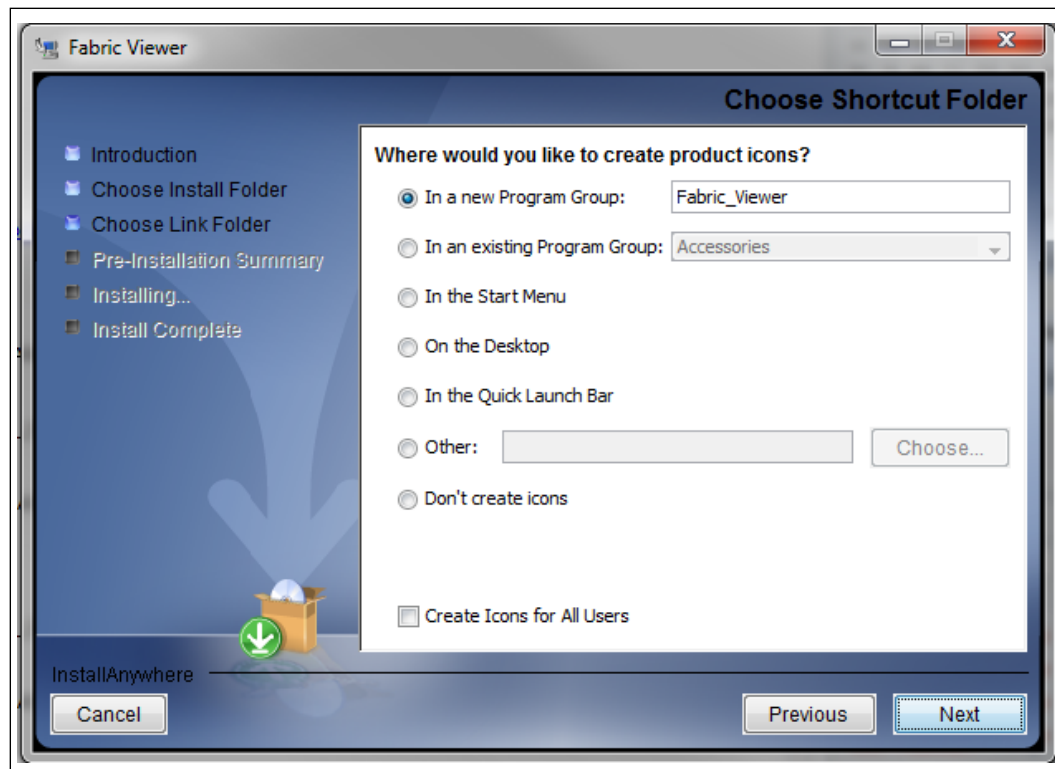 Fabric Viewer
Choose Shortcut Folder
Introduction
Choose Install Folder
Choose Link Folder
Pre-Installation Summary
Installing...
Install Complete
Where would you like to create product icons?
In a new Program Group: Fabric_Viewer
In an existing Program Group: Accessories
In the Start Menu
On the Desktop
In the Quick Launch Bar
Other: Choose...
Don't create icons
Create Icons for All Users
InstallAnywhere
Cancel Previous Next